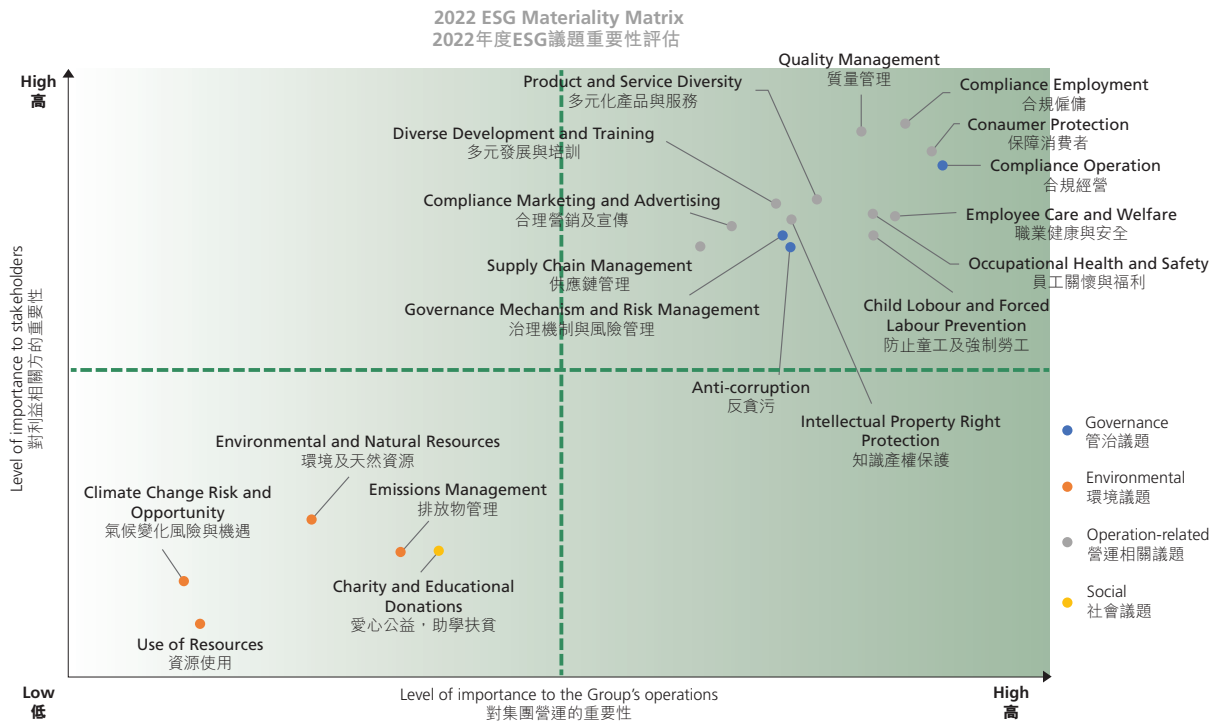 2022 ESG Materiality Matrix
2022年度ESG議題重要性評估
High
高
Quality Management
質量管理
Product and Service Diversity
多元化產品與服務
Compliance Employment
合規僱傭
Conaumer Protection
保障消費者
Diverse Development and Training
多元發展與培訓
Compliance Operation
合規經營
Compliance Marketing and Advertising
合理營銷及宣傳
Employee Care and Welfare
職業健康與安全
Supply Chain Management
供應鏈管理
Occupational Health and Safety
員工關懷與福利
Governance Mechanism and Risk Management
治理機制與風險管理
Child Lobour and Forced
Labour Prevention
防止童工及強制勞工
Anti-corruption
反貪污
Intellectual Property Right
Protection
知識產權保護
Level of importance to stakeholders
對利益相關方的重要性
Environmental and Natural Resources
環境及天然資源
Climate Change Risk and
Opportunity
氣候變化風險與機遇
Emissions Management
排放物管理
Charity and Educational
Donations
愛心公益，助學扶貧
Use of Resources
資源使用
Governance
管治議題
Environmental
環境議題
Operation-related
營運相關議題
Social
社會議題
Low
低
Level of importance to the Group's operations
對集團營運的重要性
High
高